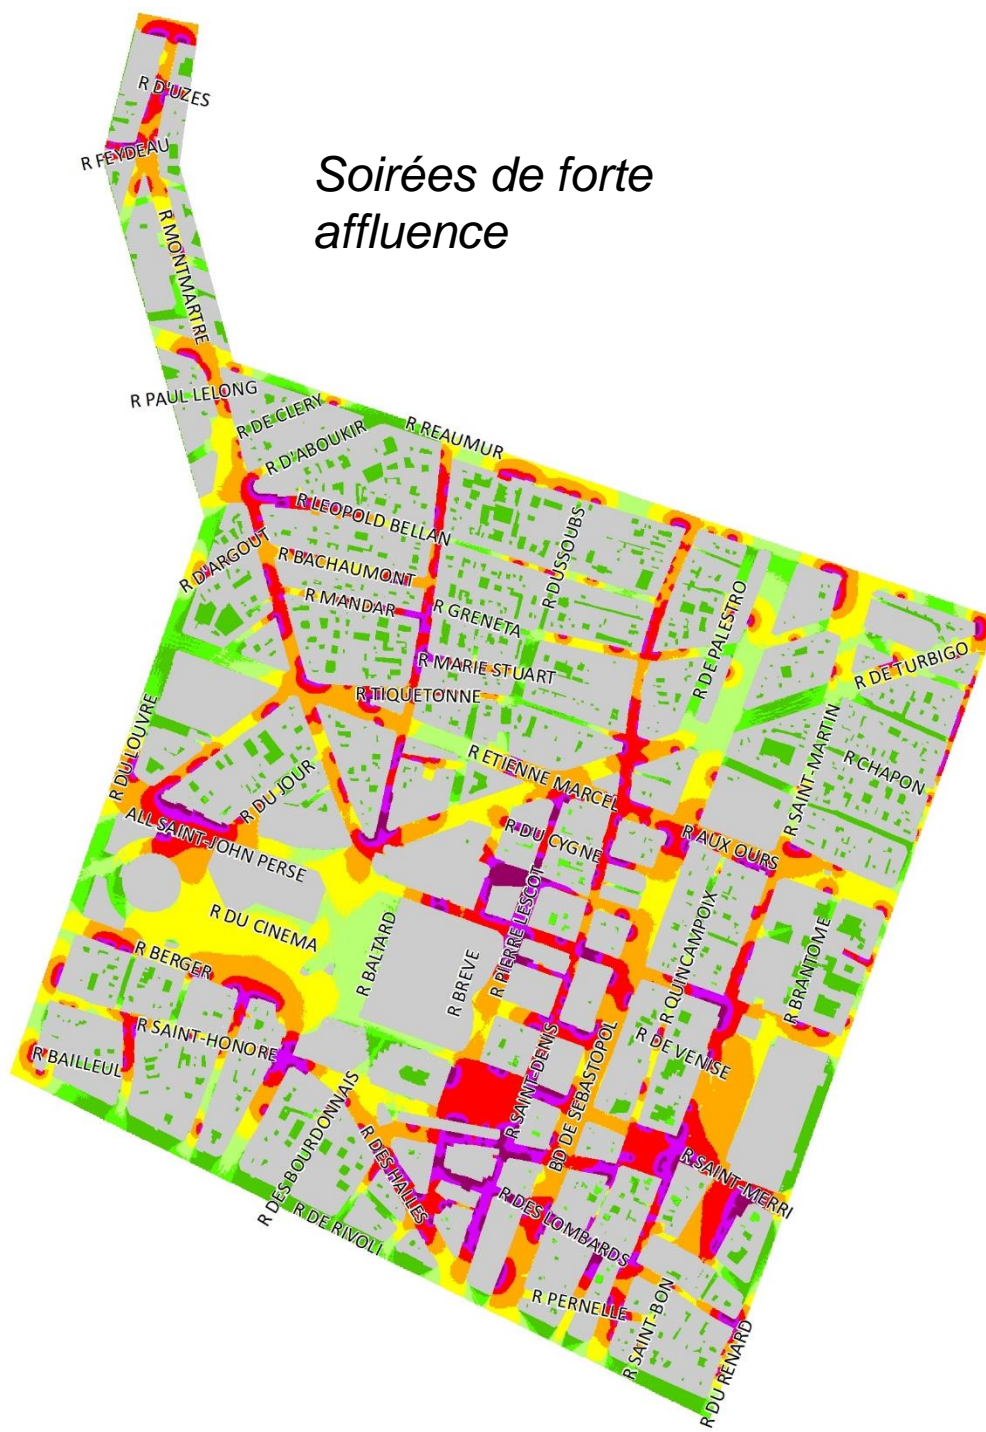 R D'UZES
R FEYDEAU
Soirées de forte
affluence
R MONTMARTRE
R PAUL LELONG
R DE CLERY
R REAUMUR
R D'ABOUKIR
R LEOPOLD BELLAN
R DUSSOUBS
R D'ARGOUT
R BACHAUMONT
R MANDAR
R GRENETA
R DE PALESTRO
R MARIE STUART
R DE TURBIGO
R TIQUETONNE
R DU LOUVRE
R ETIENNE MARCEL
R SAINT-MARTIN
R CHAPON
R DU JOUR
ALL SAINT-JOHN PERSE
R DU CYGNE
R AUX OURS
R DU CINEMA
R BALTARD
R PIERRE LESCOT
R QUINCAMPOIX
R BRANTOME
R BERGER
R BREVE
R SAINT-HONORE
R DE VENISE
R BAILLEUL
R SAINT-DENIS
BD DE SEBASTOPOL
R DES BOURDONNAIS
R DES HALLES
R SAINT-MERRI
R DES LOMBARDS
R DE RIVOLI
R PERNELLE
R SAINT-BON
R DU RENARD